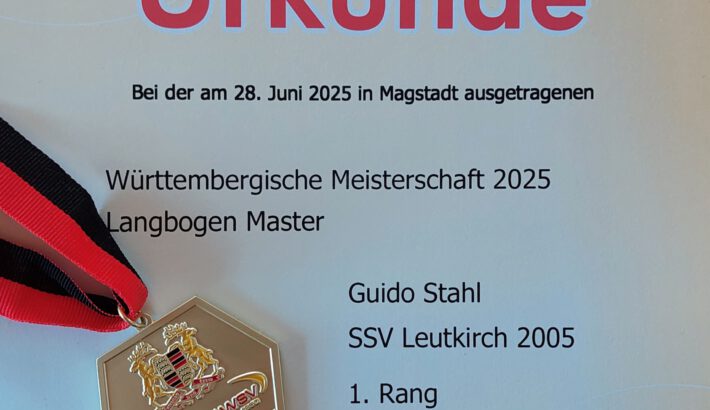 Urkunde
Bei der am 28. Juni 2025 in Magstadt ausgetragenen
Württembergische Meisterschaft 2025
Langbogen Master
Guido Stahl
SSV Leutkirch 2005
1. Rang
WSV